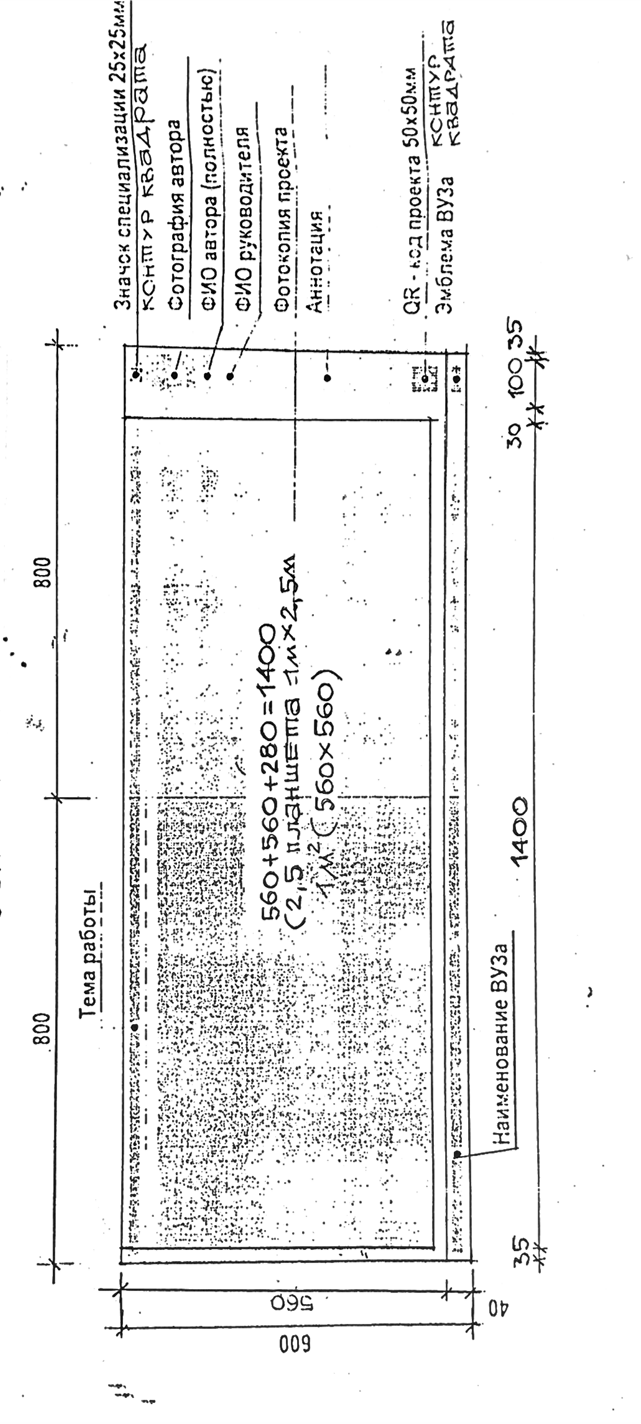 Значок специализации 25х25мм
контур квадрата
Фотография автора
ФИО автора (полностью)
ФИО руководителя
Фотокопия проекта
Аннотация
QR - код проекта 50х50мм
контур
квадрата
Эмблема ВУЗа
800
800
Тема работы
560+560+280=1400
(2,5 планшета 1м×2,5м
1м² (560×560)
30
100
35
1400
35
Наименование ВУЗа
560
40
600